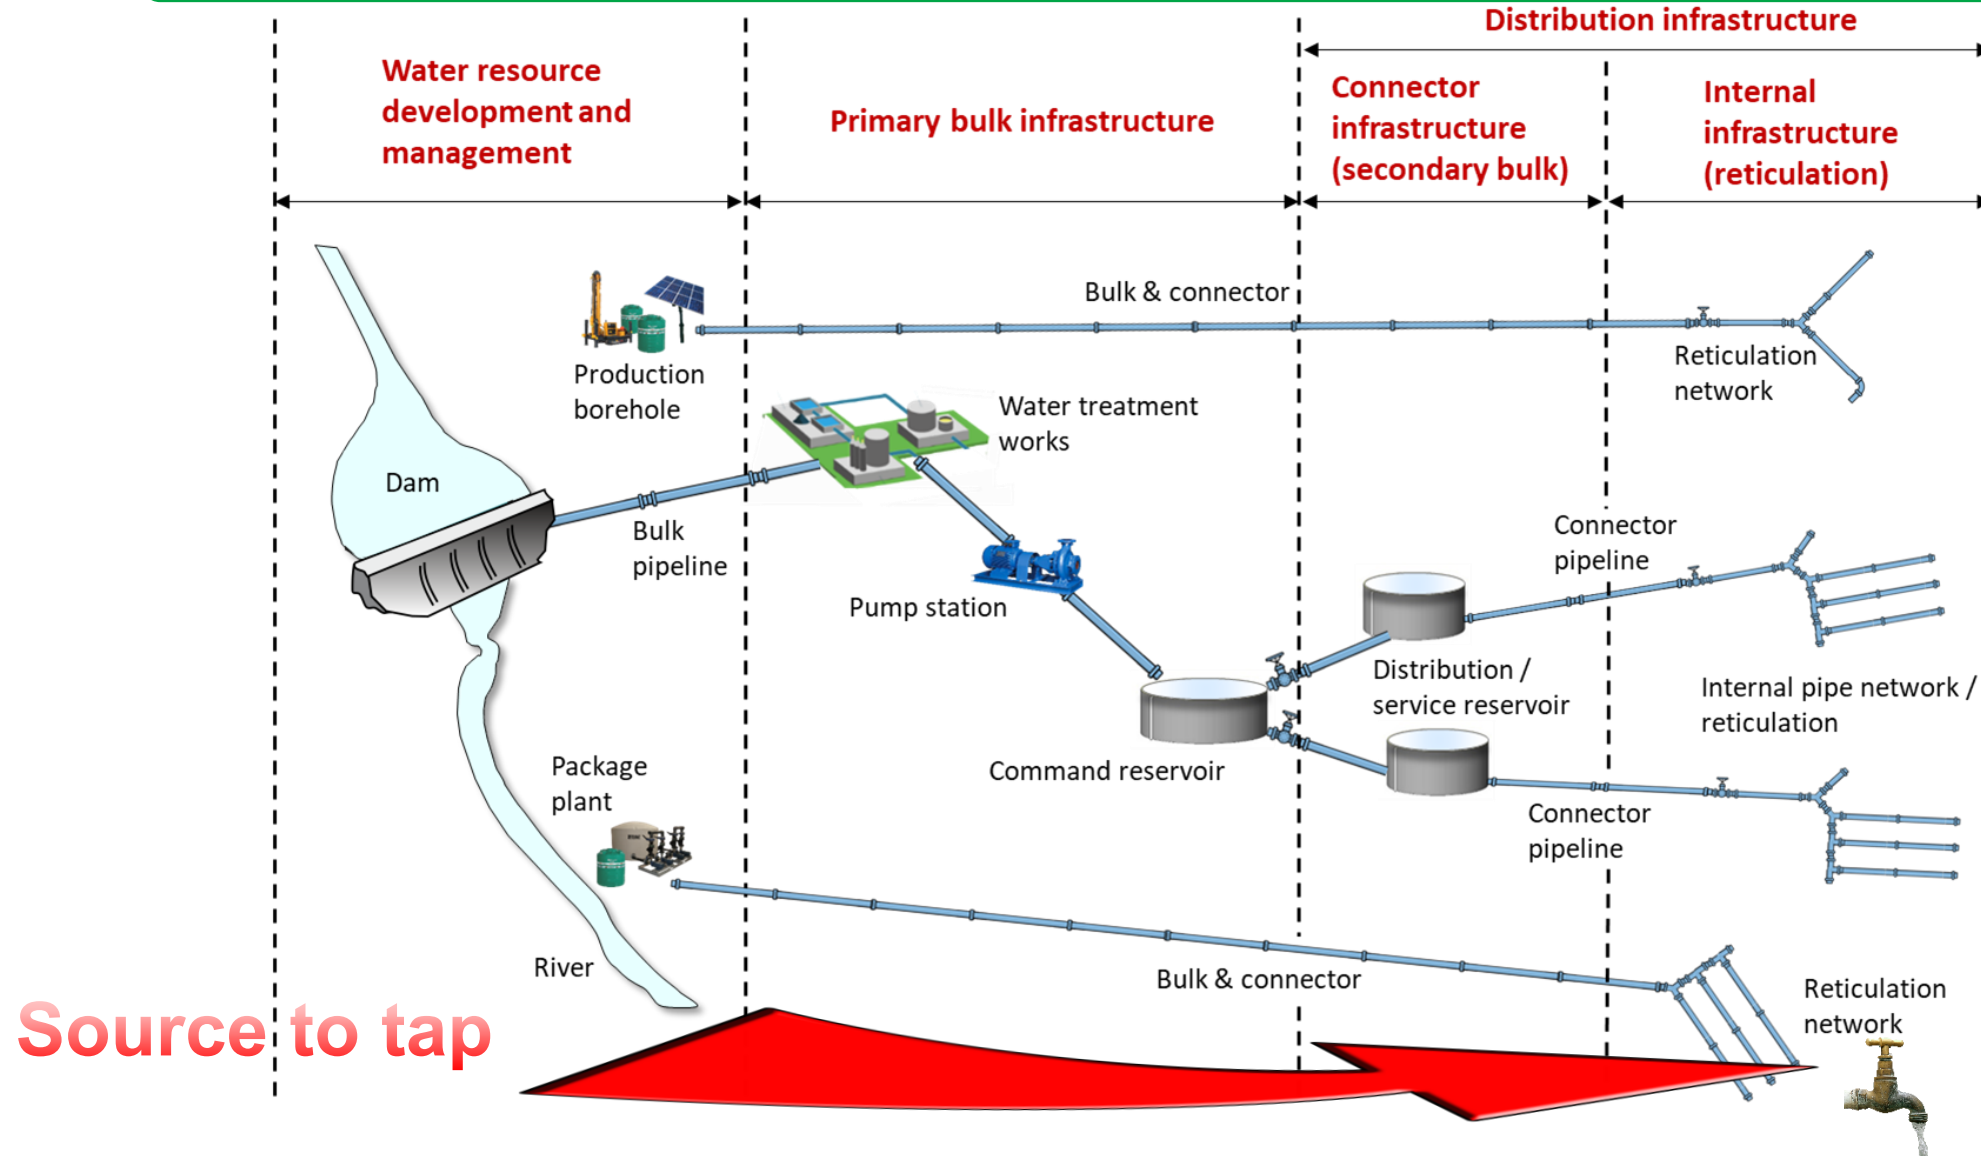 Distribution infrastructure
Water resource
development and
management
Primary bulk infrastructure
Connector
infrastructure
(secondary bulk)
Internal
infrastructure
(reticulation)
Bulk & connector
Production
borehole
Reticulation
network
Water treatment
works
Dam
Bulk
pipeline
Pump station
Connector
pipeline
Distribution /
service reservoir
Internal pipe network /
reticulation
Command reservoir
Package
plant
Connector
pipeline
River
Bulk & connector
Reticulation
network
Source to tap